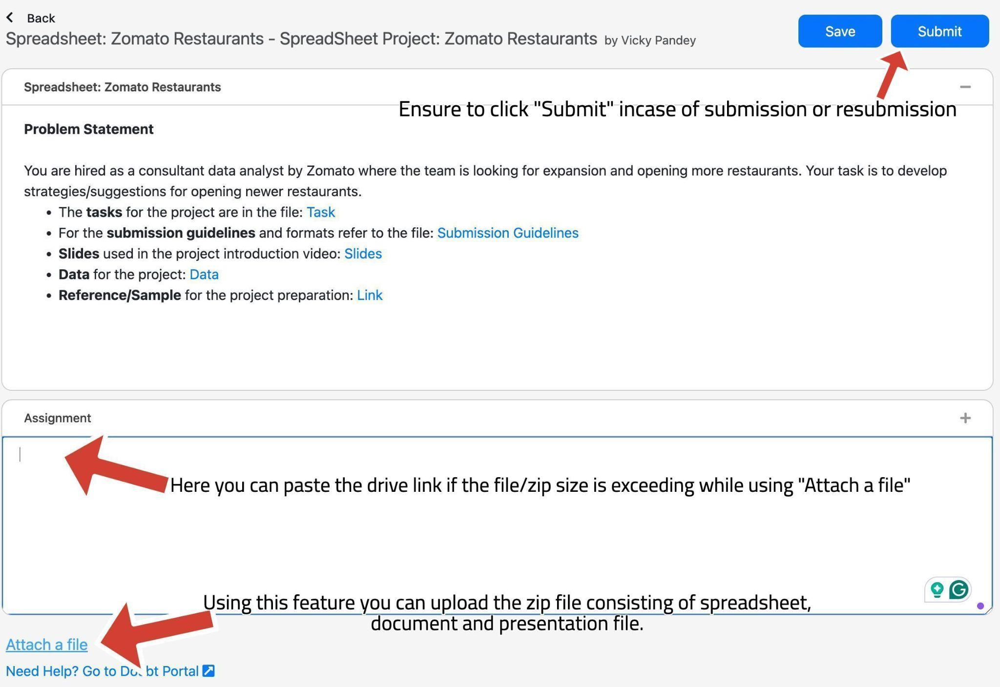 Back
Spreadsheet: Zomato Restaurants - SpreadSheet Project: Zomato Restaurants by Vicky Pandey
Save
Submit
Spreadsheet: Zomato Restaurants
Ensure to click "Submit" incase of submission or resubmission
Problem Statement
You are hired as a consultant data analyst by Zomato where the team is looking for expansion and opening more restaurants. Your task is to develop
strategies/suggestions for opening newer restaurants.
• The tasks for the project are in the file: Task
• For the submission guidelines and formats refer to the file: Submission Guidelines
• Slides used in the project introduction video: Slides
• Data for the project: Data
• Reference/Sample for the project preparation: Link
Assignment
Here you can paste the drive link if the file/zip size is exceeding while using "Attach a file"
Using this feature you can upload the zip file consisting of spreadsheet,
document and presentation file.
Attach a file
Need Help? Go to Doubt Portal